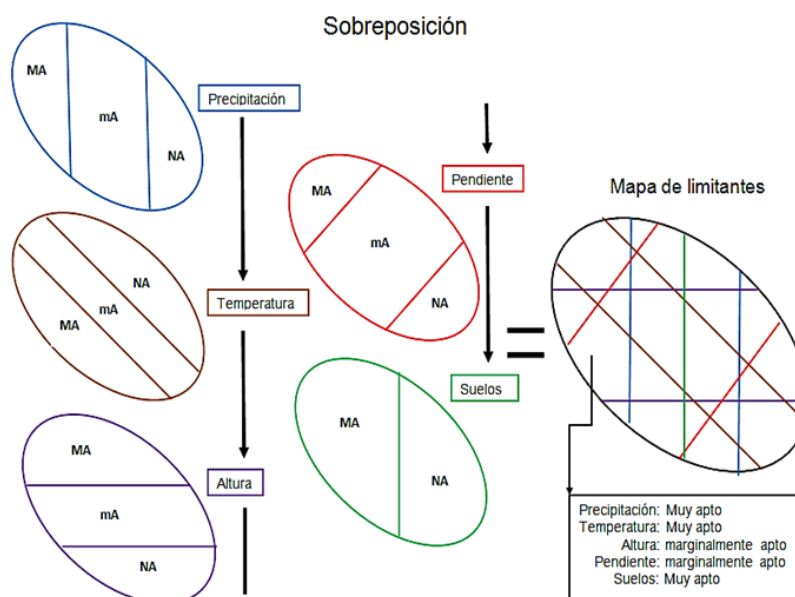 Sobreposición
MA
mA
NA
Precipitación
MA
mA
NA
Temperatura
MA
mA
NA
Altura
MA
mA
NA
Pendiente
MA
NA
Suelos
Mapa de limitantes
Precipitación: Muy apto
Temperatura: Muy apto
Altura: marginalmente apto
Pendiente: marginalmente apto
Suelos: Muy apto